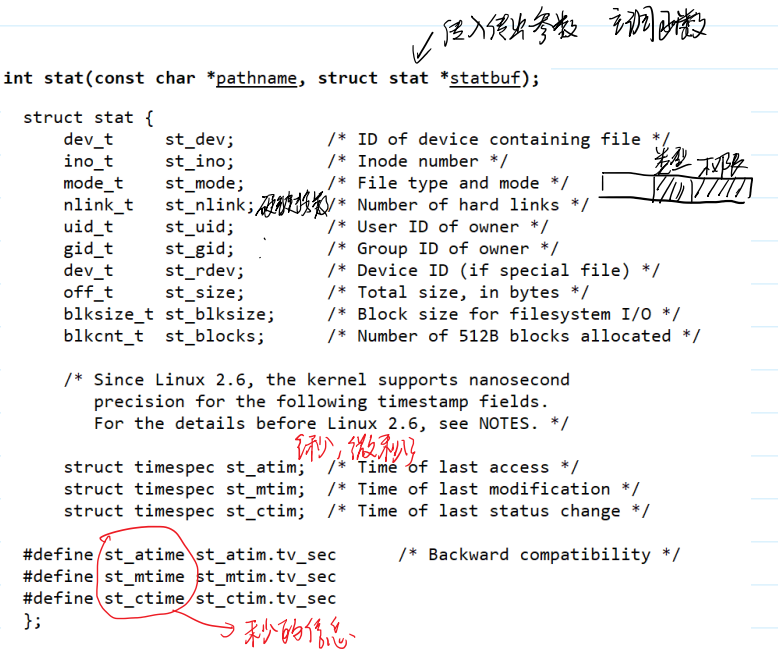 传入传出参数 主调函数
int stat(const char *pathname, struct stat *statbuf);
struct stat {
dev_t st_dev; /* ID of device containing file */
类型 权限
ino_t st_ino; /* Inode number */
mode_t st_mode; /* File type and mode */
nlink_t st_nlink; 硬链接数 /* Number of hard links */
uid_t st_uid; /* User ID of owner */
gid_t st_gid; /* Group ID of owner */
dev_t st_rdev; /* Device ID (if special file) */
off_t st_size; /* Total size, in bytes */
blksize_t st_blksize; /* Block size for filesystem I/O */
blkcnt_t st_blocks; /* Number of 512B blocks allocated */
/* Since Linux 2.6, the kernel supports nanosecond
precision for the following timestamp fields.
For the details before Linux 2.6, see NOTES. */
秒, 微秒
struct timespec st_atim; /* Time of last access */
struct timespec st_mtim; /* Time of last modification */
struct timespec st_ctim; /* Time of last status change */
#define st_atime st_atim.tv_sec /* Backward compatibility */
#define st_mtime st_mtim.tv_sec
#define st_ctime st_ctim.tv_sec
};
秒的信息